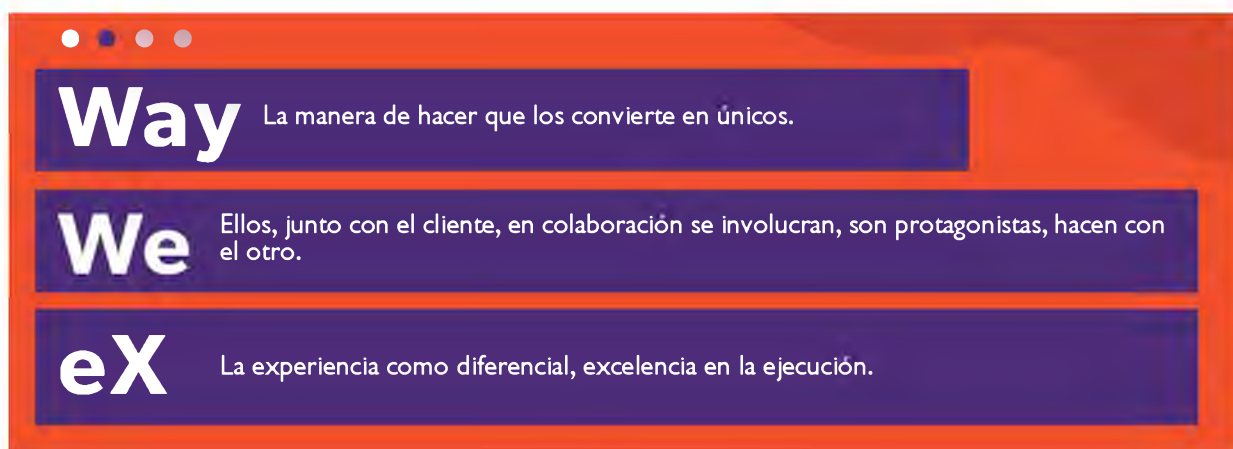 Way La manera de hacer que los convierte en únicos.
We Ellos, junto con el cliente, en colaboración se involucran, son protagonistas, hacen con
el otro.
eX La experiencia como diferencial, excelencia en la ejecución.